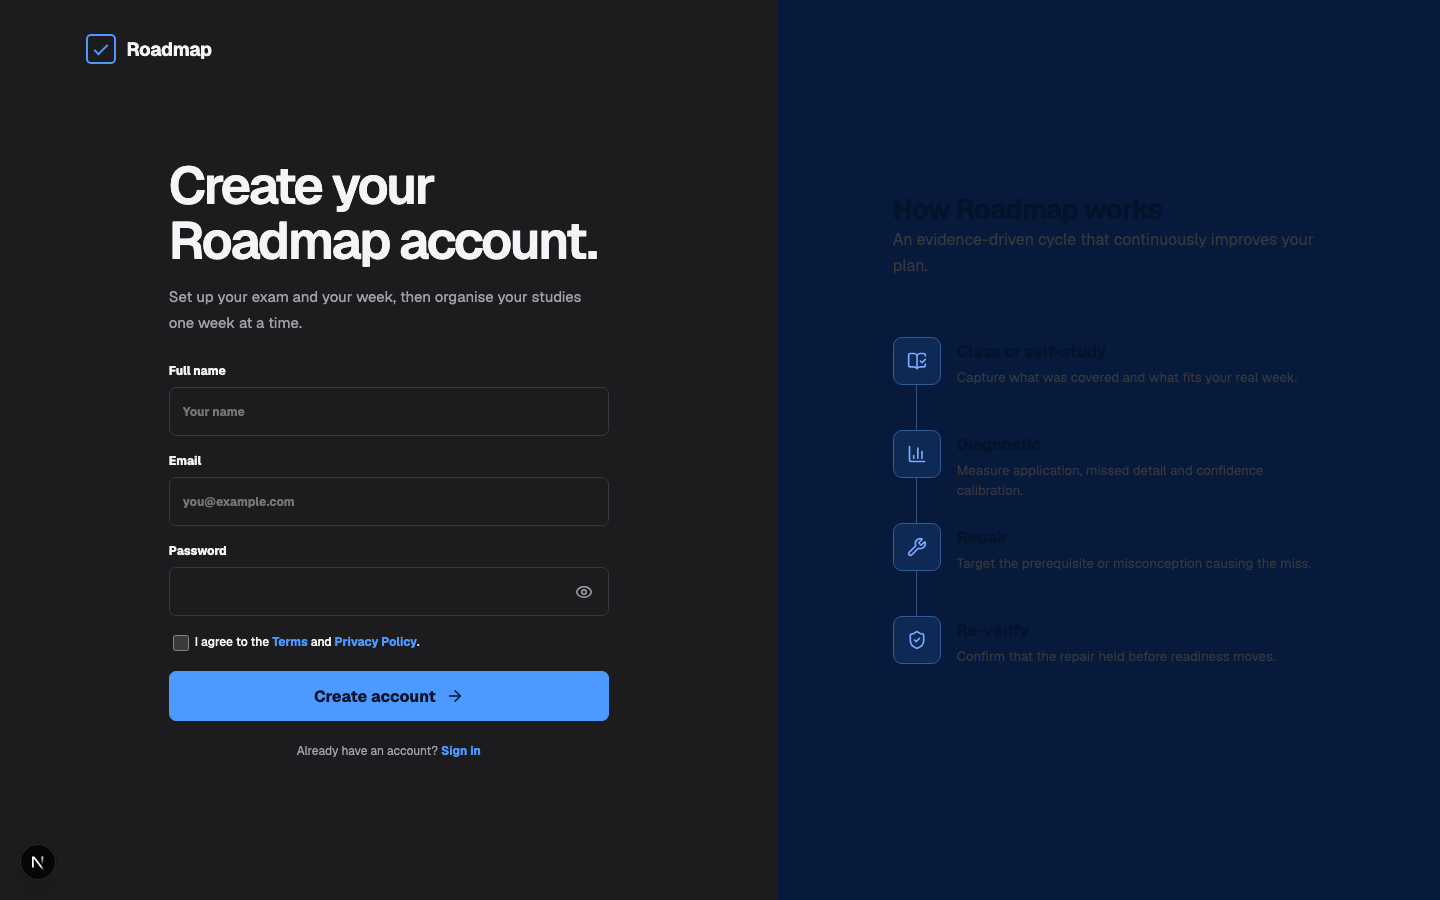 Roadmap
Create your
Roadmap account.
Set up your exam and your week, then organise your studies
one week at a time.
Full name
Your name
Email
you@example.com
Password
I agree to the Terms and Privacy Policy.
Create account
Already have an account? Sign in
N
How Roadmap works
An evidence-driven cycle that continuously improves your
plan.
Class or self-study
Capture what was covered and what fits your real week.
Diagnostic
Measure application, missed detail and confidence
calibration.
Repair
Target the prerequisite or misconception causing the miss.
Re-verify
Confirm that the repair held before readiness moves.